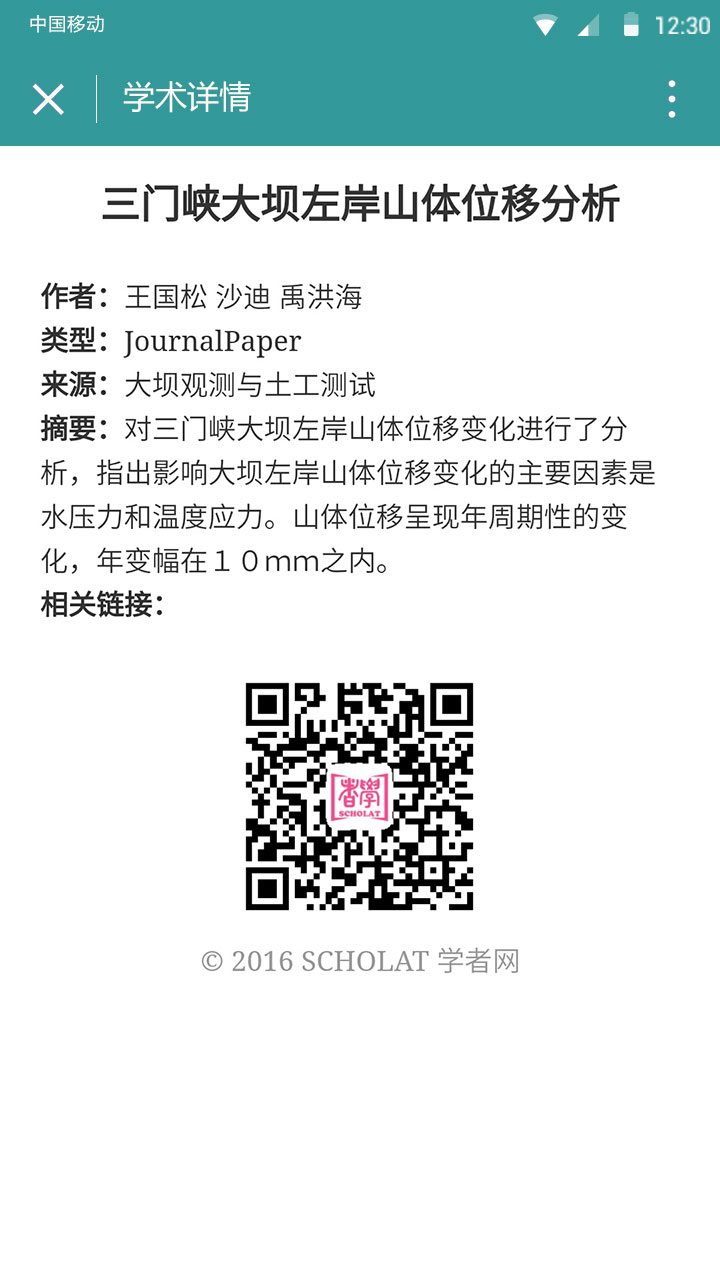 中国移动
12:30
学术详情
三门峡大坝左岸山体位移分析
作者：王国松 沙迪 禹洪海
类型：JournalPaper
来源：大坝观测与土工测试
摘要：对三门峡大坝左岸山体位移变化进行了分
析，指出影响大坝左岸山体位移变化的主要因素是
水压力和温度应力。山体位移呈现年周期性的变
化，年变幅在１０ｍｍ之内。
相关链接：
者學
SCHOLAT
© 2016 SCHOLAT 学者网